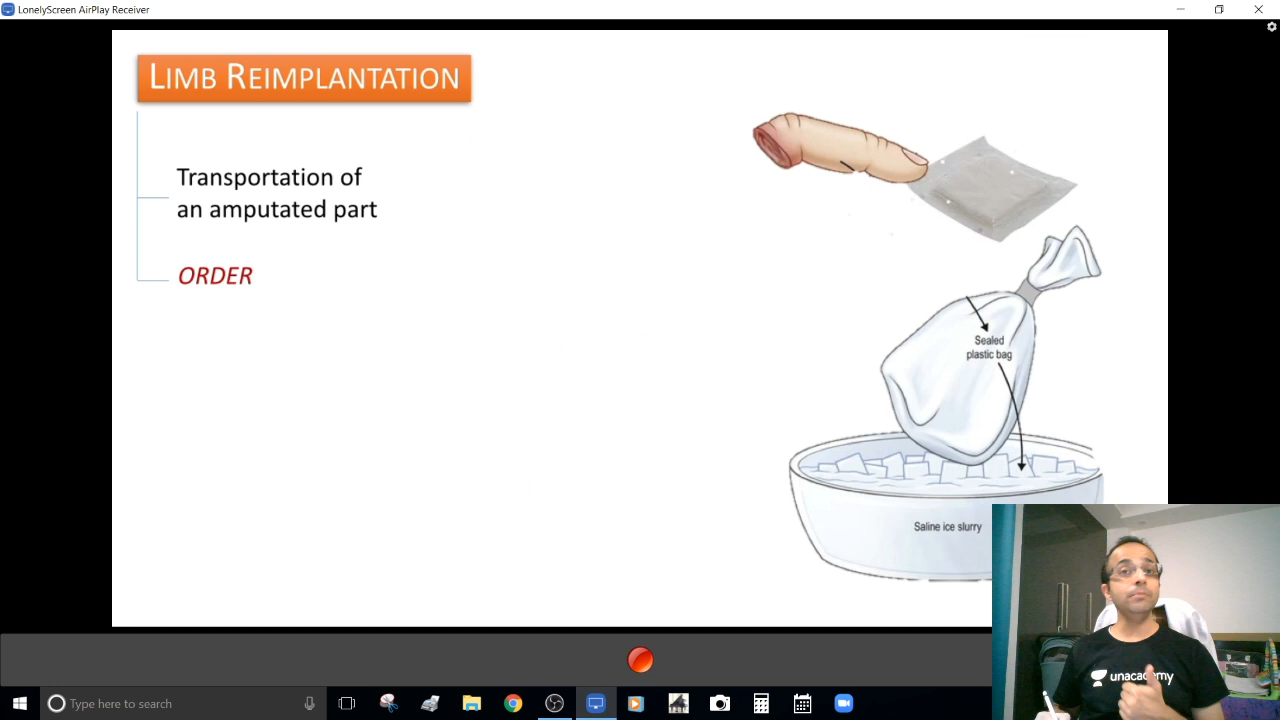 LonelyScreen AirPlay Receiver
LIMB REIMPLANTATION
Transportation of
an amputated part
ORDER
Sealed
plastic bag
Saline ice slurry
unacademy
Type here to search